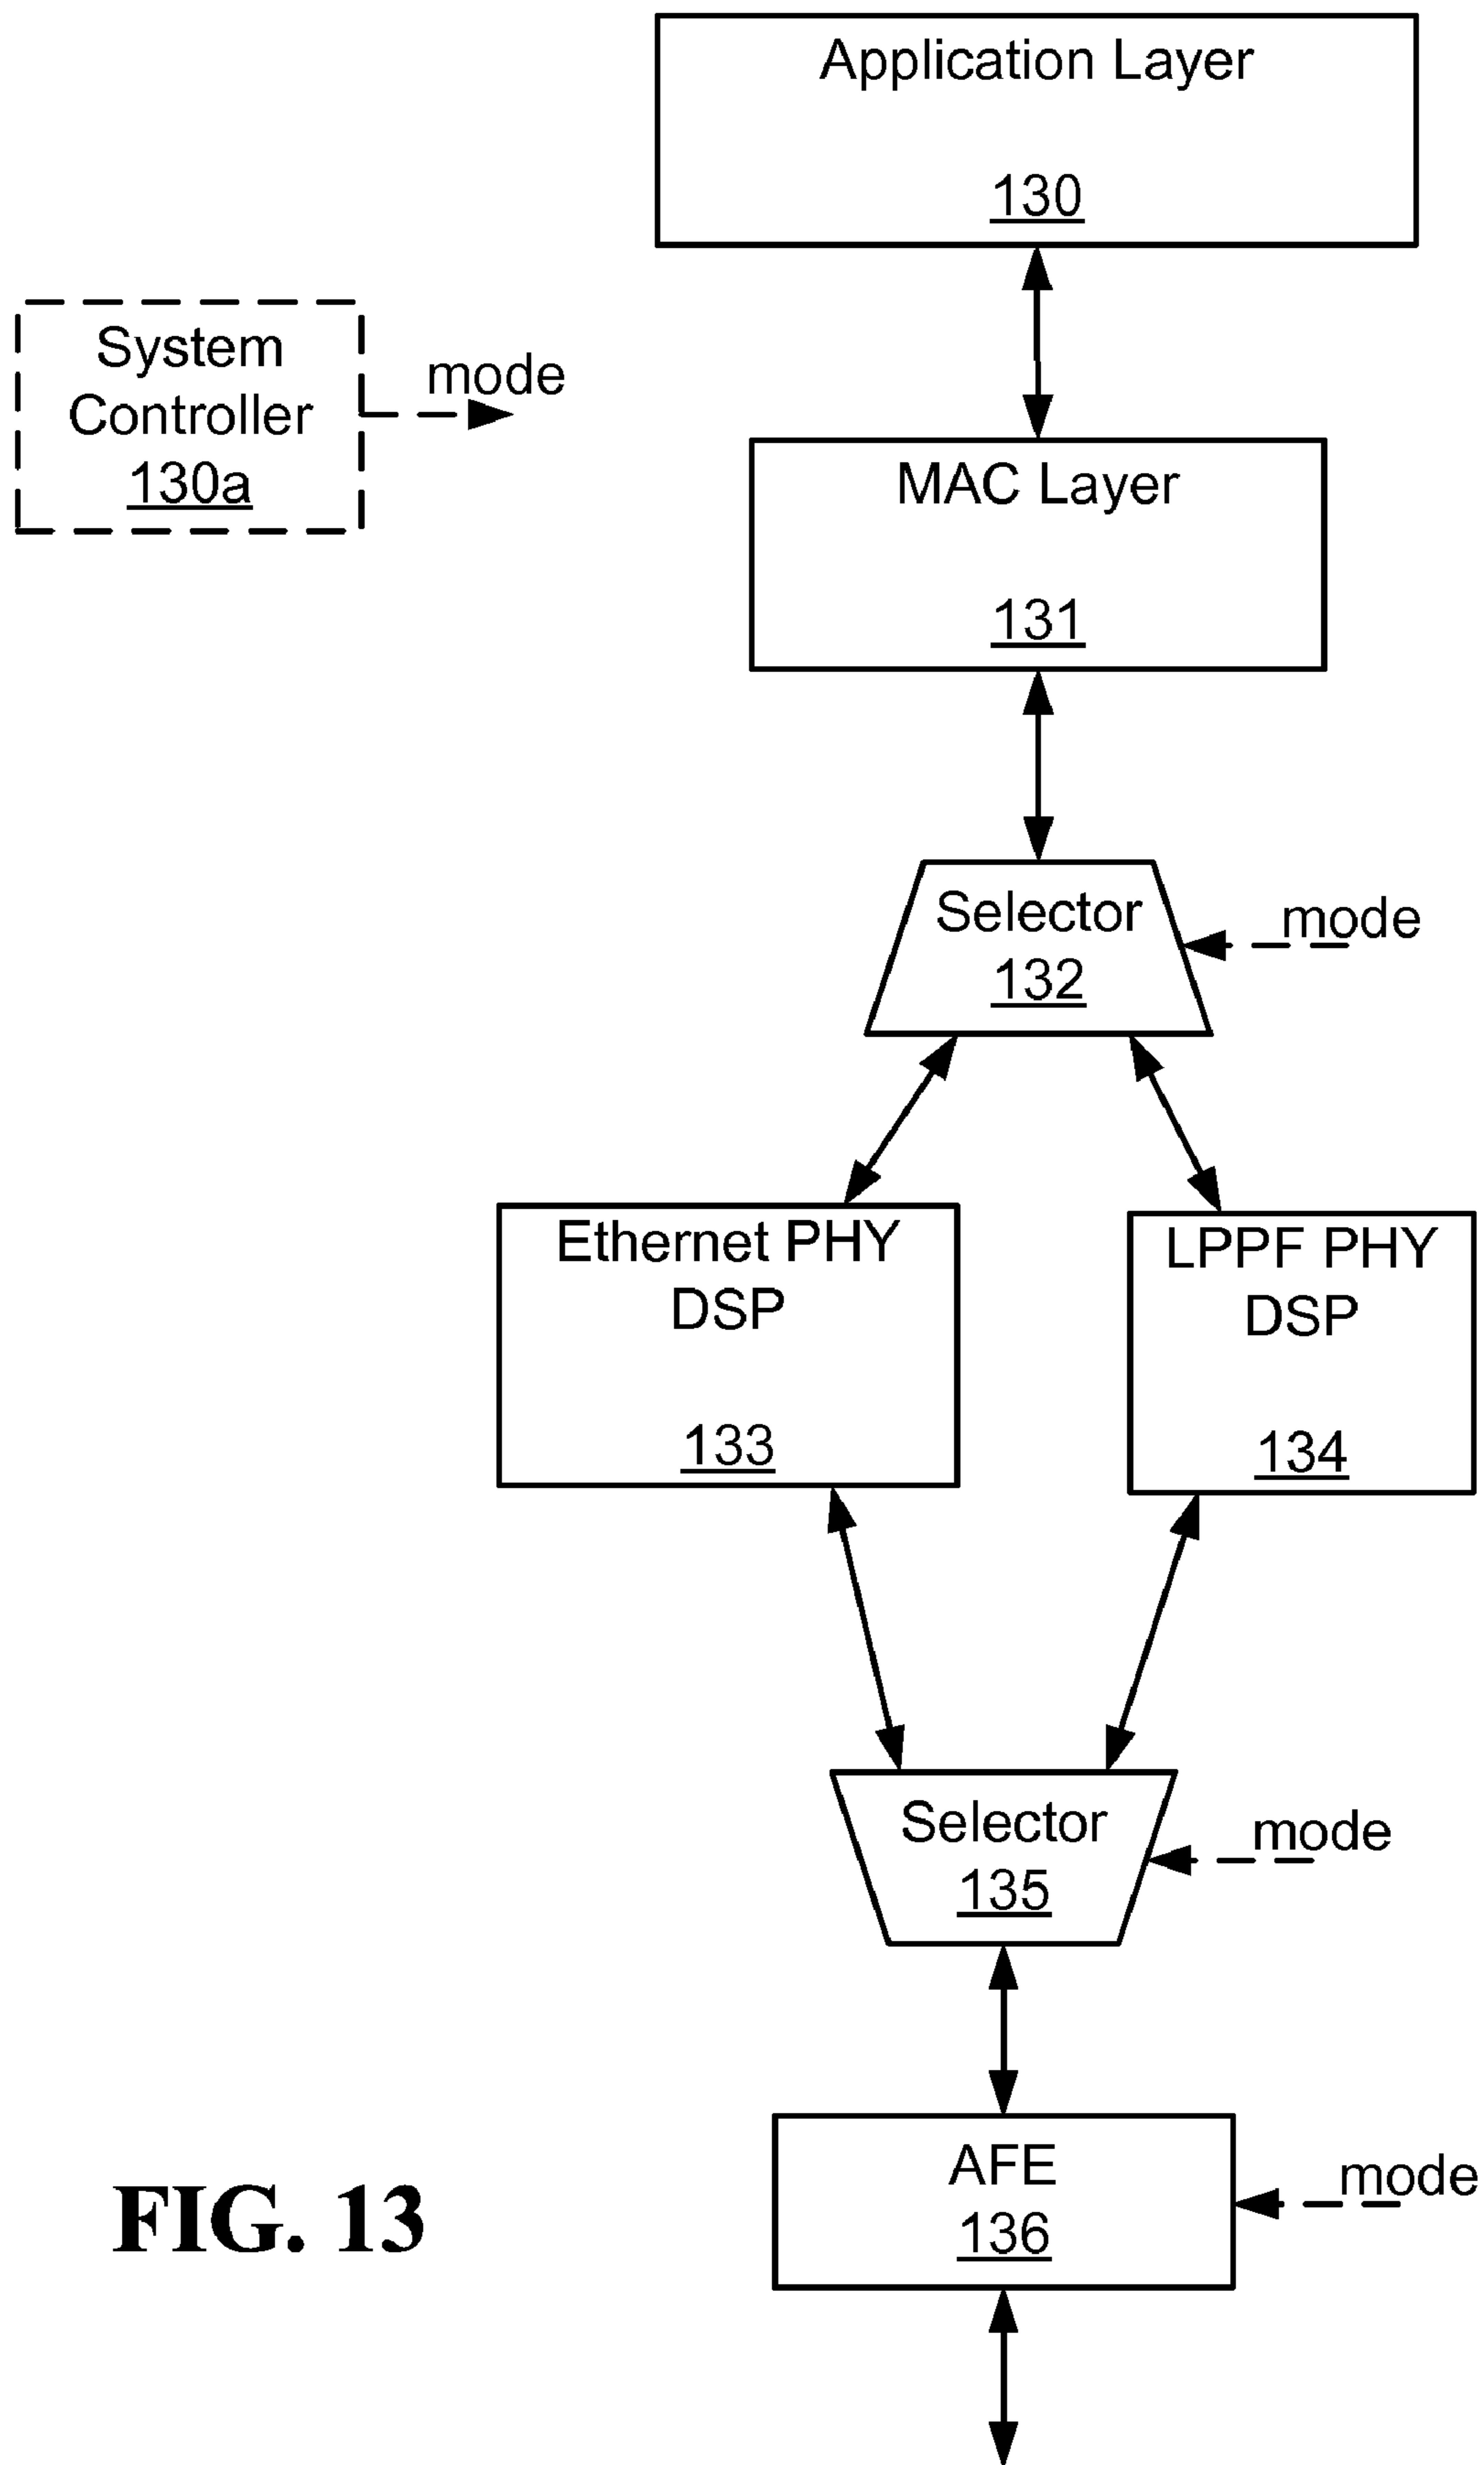 Application Layer
130
System
Controller
130a
mode
MAC Layer
131
Selector
132
mode
Ethernet PHY
DSP
133
LPPF PHY
DSP
134
Selector
135
mode
AFE
136
mode
FIG. 13